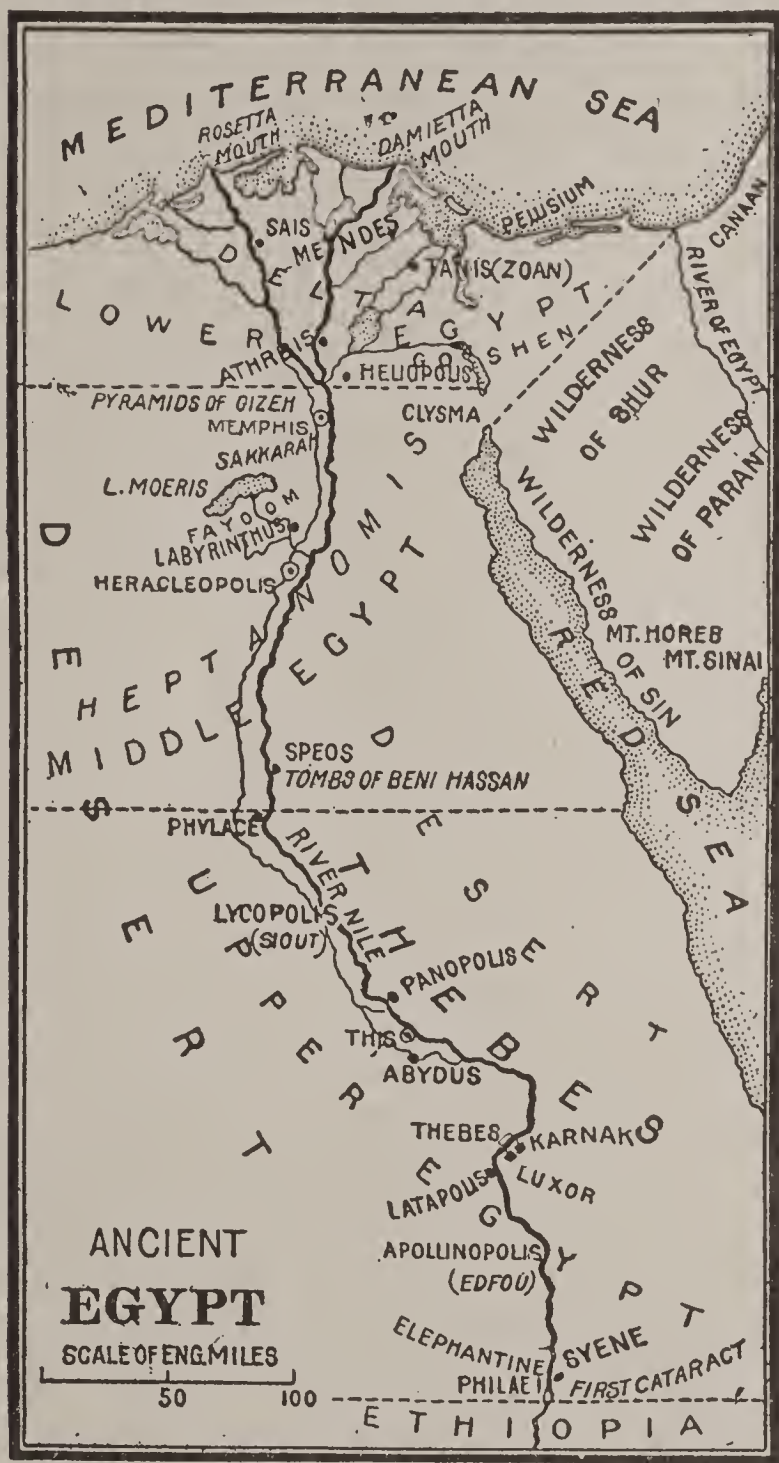 MEDITERRANEAN SEA
ROSETTA
MOUTH
DAMIETTA
MOUTH
PELUSIUM
CANAAN
SAIS
MENDES
TANIS (ZOAN)
DELTA
LOWER EGYPT
GOSHEN
RIVER OF EGYPT
ATHRIBIS
HELIOPOLIS
WILDERNESS
OF SHUR
PYRAMIDS OF GIZEH
CLYSMA
MEMPHIS
SAKKARAH
WILDERNESS
OF PARAN
L. MOERIS
FAYOOM
LABYRINTHUS
HERACLEOPOLIS
WILDERNESS
OF SIN
MT. HOREB
MT. SINAI
HEPTANOMIS
MIDDLE EGYPT
RED SEA
DESERT
DESERT
SPEOS
TOMBS OF BENI HASSAN
PHYLACE
RIVER NILE
THEBES
UPPER EGYPT
LYCOPOLIS
(SIOUT)
PANOPOLIS
THIS
ABYDUS
THEBES
KARNAK
LUXOR
LATAPOUS
APOLLINOPOLIS
(EDFOU)
ELEPHANTINE
SYENE
PHILAE
FIRST CATARACT
ETHIOPIA
ANCIENT
EGYPT
SCALE OF ENG. MILES
50 100